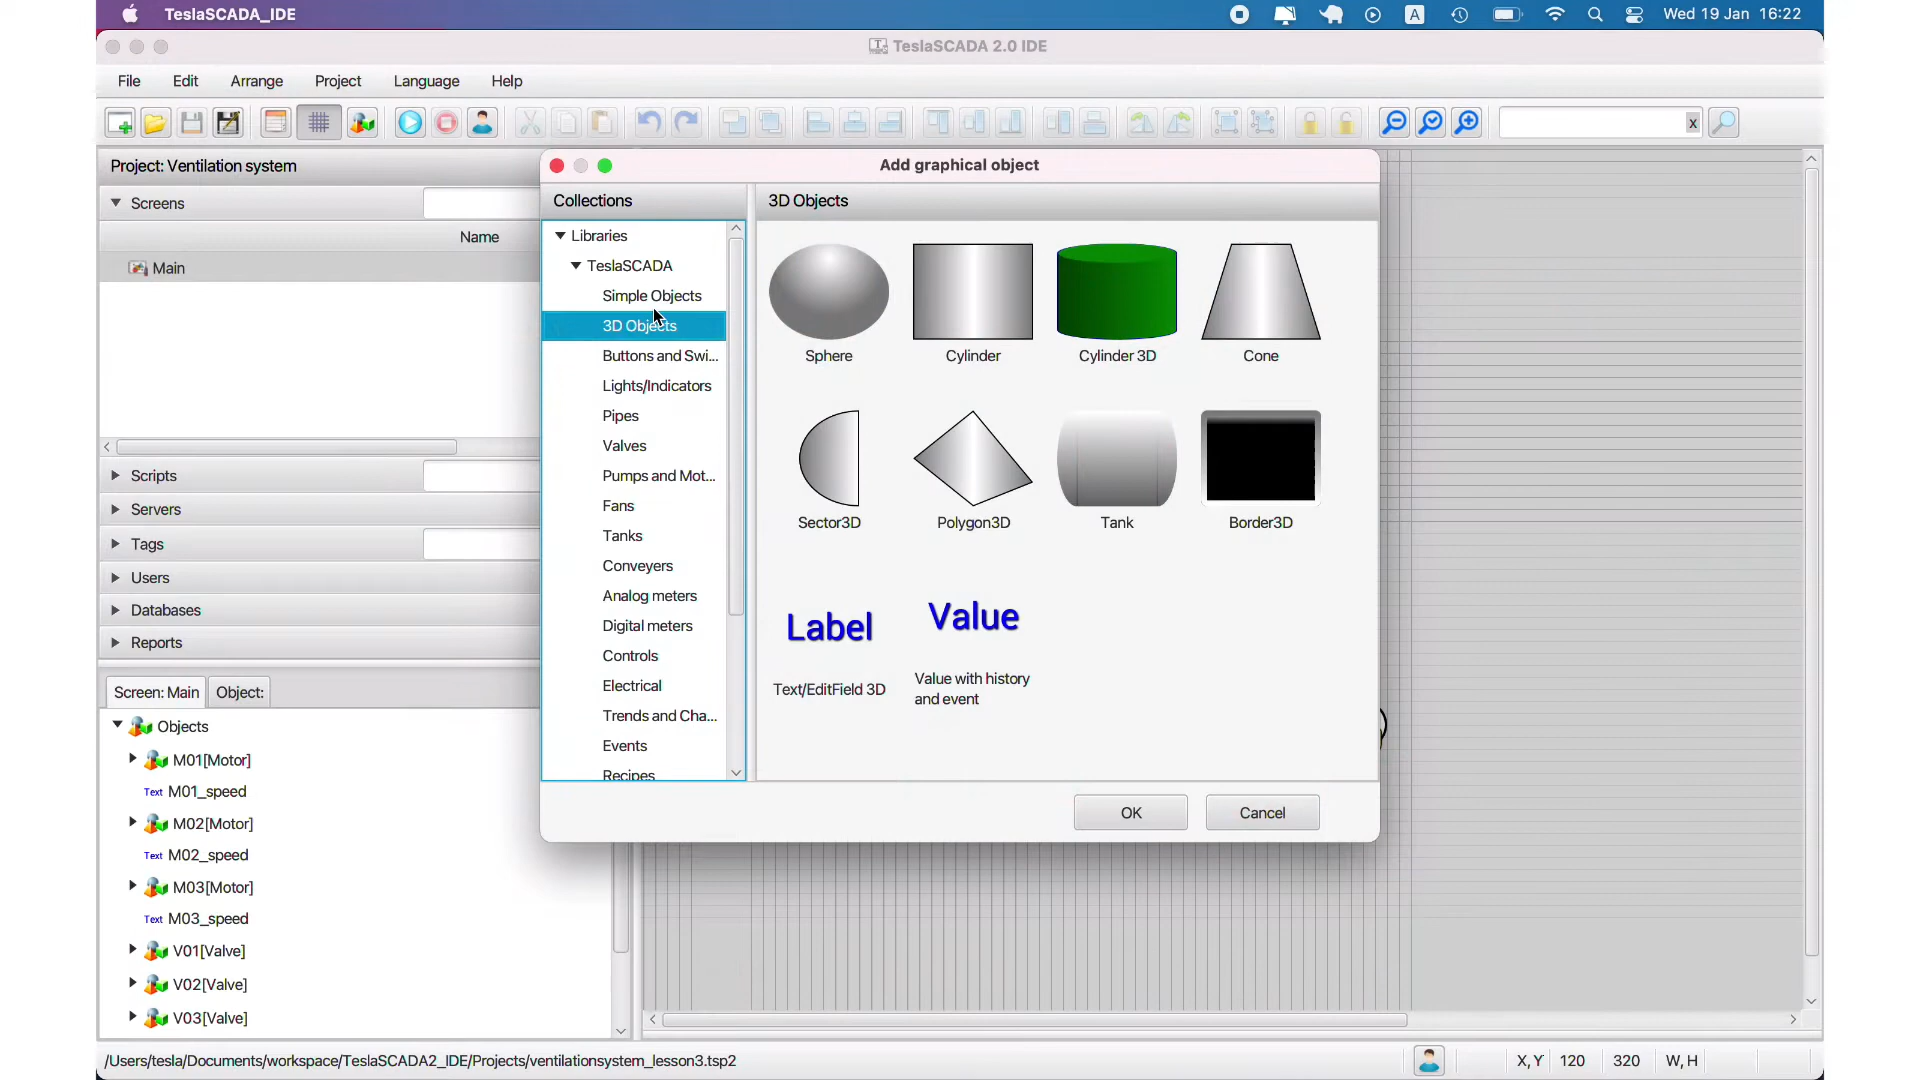 TeslaSCADA_IDE
A
Wed 19 Jan 16:22
TeslaSCADA 2.0 IDE
File Edit Arrange Project Language Help
x
Project: Ventilation system
Screens
Name
Main
Scripts
Servers
Tags
Users
Databases
Reports
Screen: Main
Object:
Objects
M01[Motor]
Text M01_speed
M02[Motor]
Text M02_speed
M03[Motor]
Text M03_speed
V01[Valve]
V02[Valve]
V03[Valve]
Add graphical object
Collections
Libraries
TeslaSCADA
Simple Objects
3D Objects
Buttons and Swi...
Lights/Indicators
Pipes
Valves
Pumps and Mot...
Fans
Tanks
Conveyers
Analog meters
Digital meters
Controls
Electrical
Trends and Cha...
Events
Recipes
3D Objects
Sphere
Cylinder
Cylinder 3D
Cone
Sector3D
Polygon3D
Tank
Border3D
Label
Value
Text/EditField 3D
Value with history
and event
OK
Cancel
/Users/tesla/Documents/workspace/TeslaSCADA2_IDE/Projects/ventilationsystem_lesson3.tsp2
X, Y 120 320 W, H